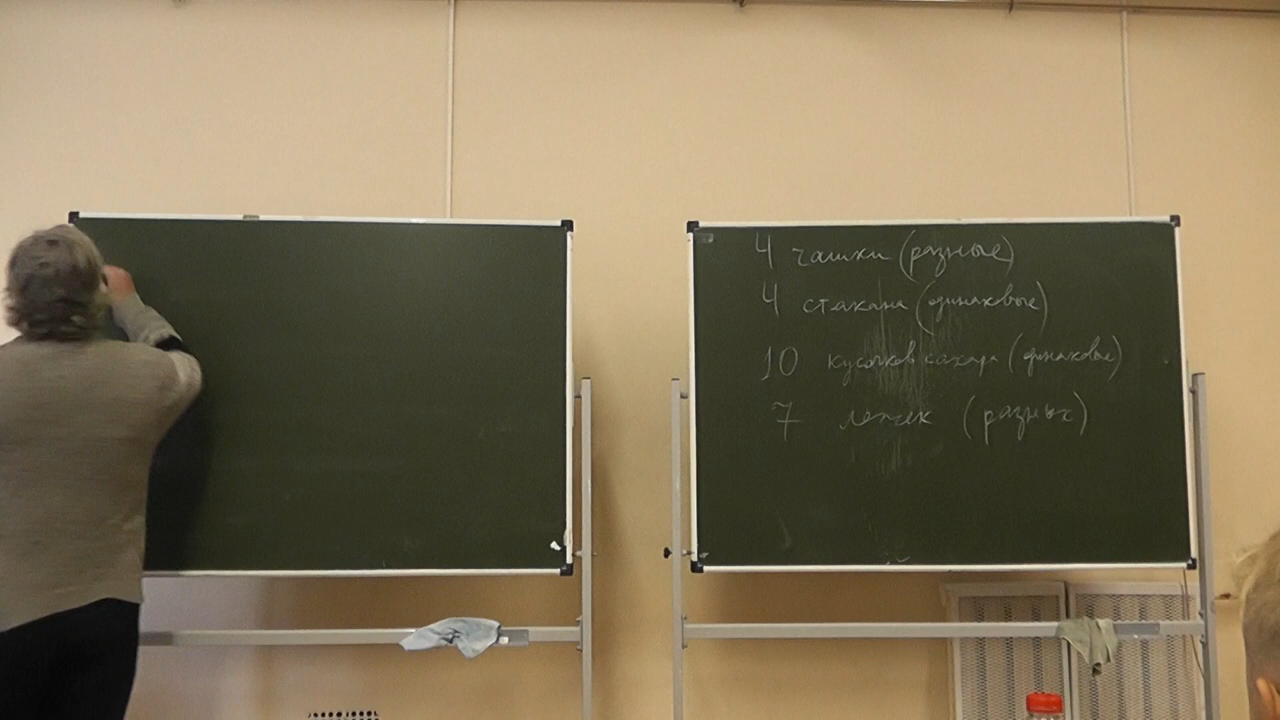 4 чашки (разные)
4 стакана (одинаковые)
10 кусочков сахара (одинаковые)
7 ложек (разных)